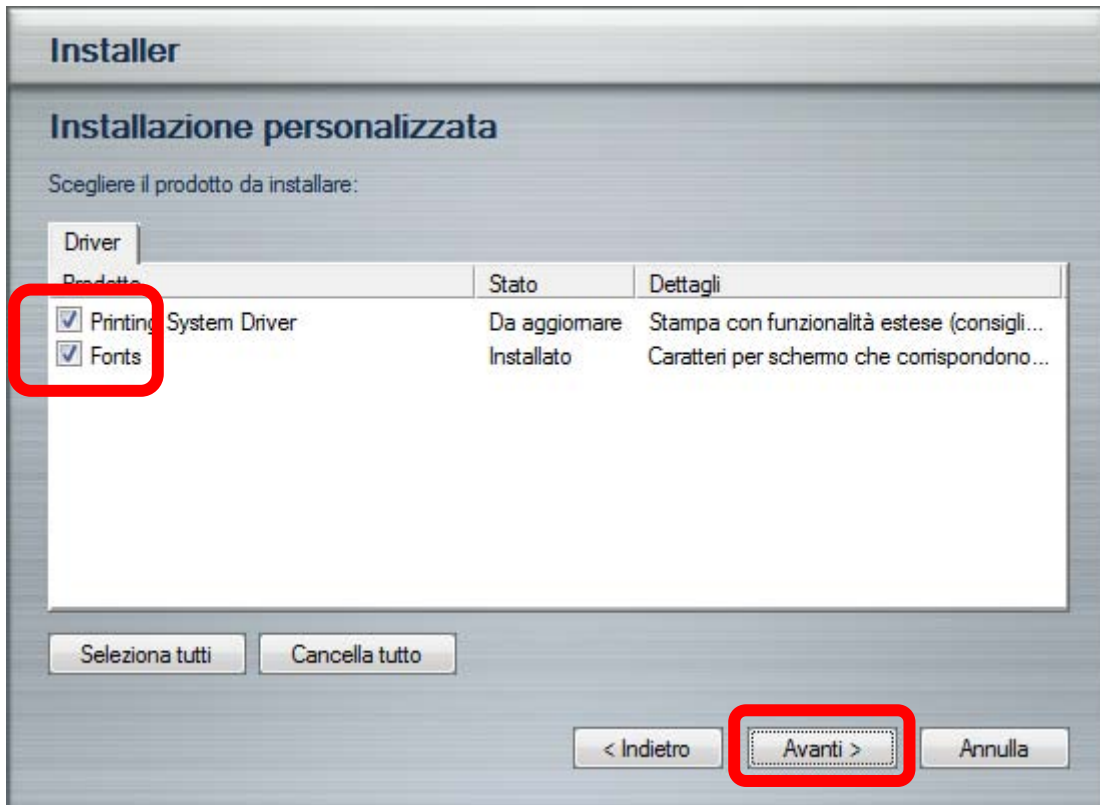 Installer
Installazione personalizzata
Scegliere il prodotto da installare:
Driver
Prodotto Stato Dettagli
Printing System Driver Da aggiornare Stampa con funzionalità estese (consigli...
Fonts Installato Caratteri per schermo che corrispondono...
Seleziona tutti Cancella tutto
< Indietro Avanti > Annulla